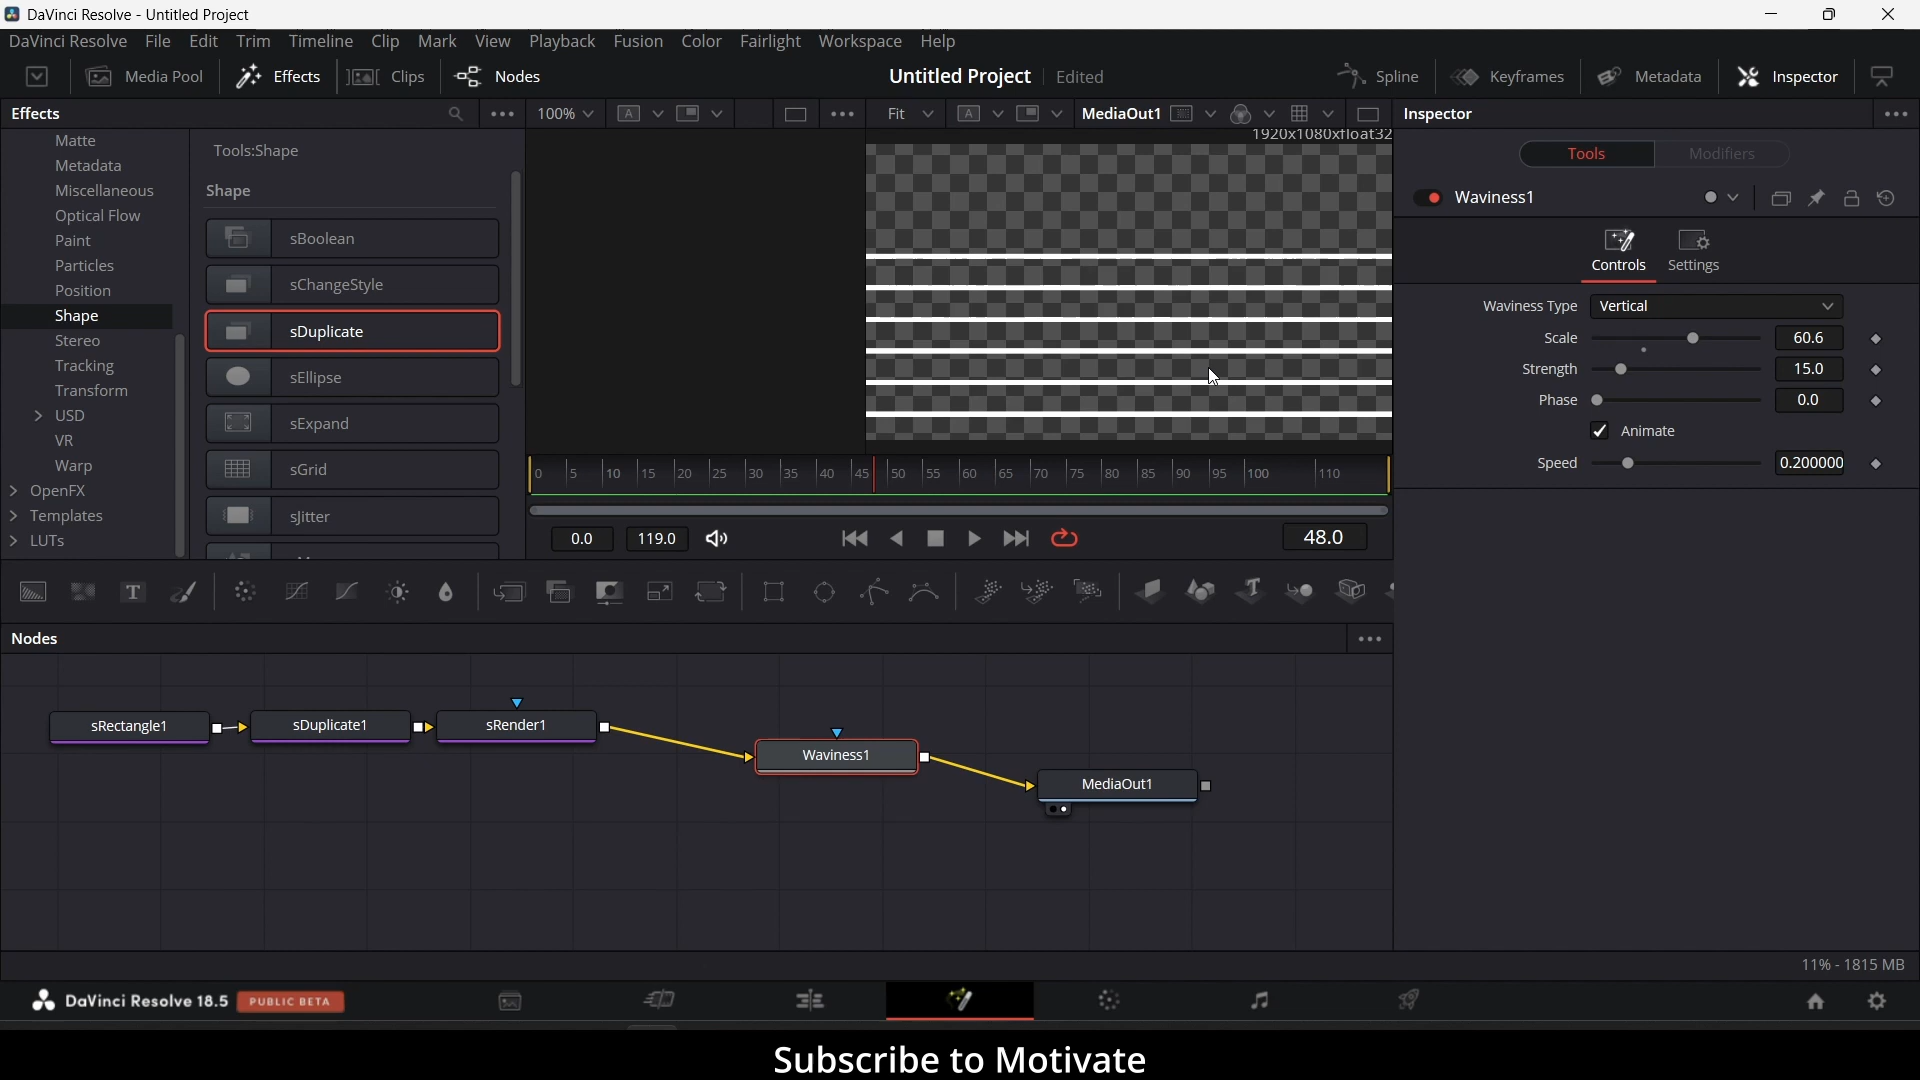 DaVinci Resolve - Untitled Project
DaVinci Resolve File Edit Trim Timeline Clip Mark View Playback Fusion Color Fairlight Workspace Help
Media Pool Effects Clips Nodes Untitled Project Edited Spline Keyframes Metadata Inspector
Effects 100% A Fit A MediaOut1 Inspector
1920x1080xfloat32
Matte
Metadata
Miscellaneous
Optical Flow
Paint
Particles
Position
Shape
Stereo
Tracking
Transform
USD
VR
Warp
OpenFX
Templates
LUTs
Tools:Shape
Shape
sBoolean
sChangeStyle
sDuplicate
sEllipse
sExpand
sGrid
sJitter
0 5 10 15 20 25 30 35 40 45 50 55 60 65 70 75 80 85 90 95 100 110
0.0 119.0 48.0
Tools Modifiers
Waviness1
Controls Settings
Waviness Type Vertical
Scale 60.6
Strength 15.0
Phase 0.0
Animate
Speed 0.200000
T T
Nodes
sRectangle1 sDuplicate1 sRender1
Waviness1
MediaOut1
11% - 1815 MB
DaVinci Resolve 18.5 PUBLIC BETA
Subscribe to Motivate